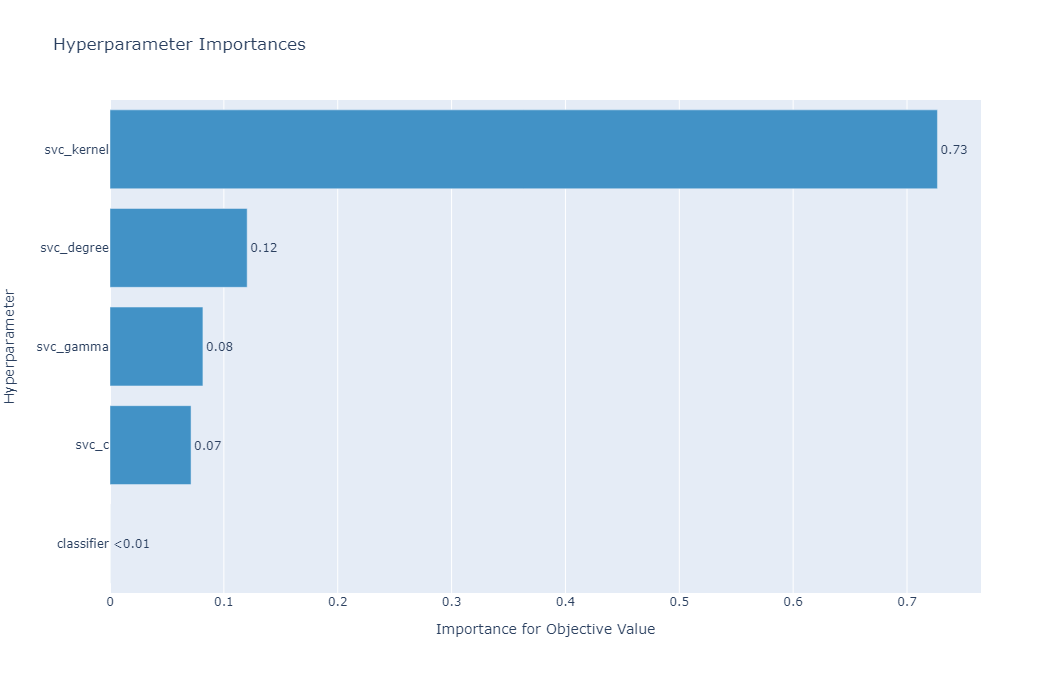 Hyperparameter Importances
Hyperparameter
svc_kernel 0.73
svc_degree 0.12
svc_gamma 0.08
svc_c 0.07
classifier <0.01
0 0.1 0.2 0.3 0.4 0.5 0.6 0.7
Importance for Objective Value